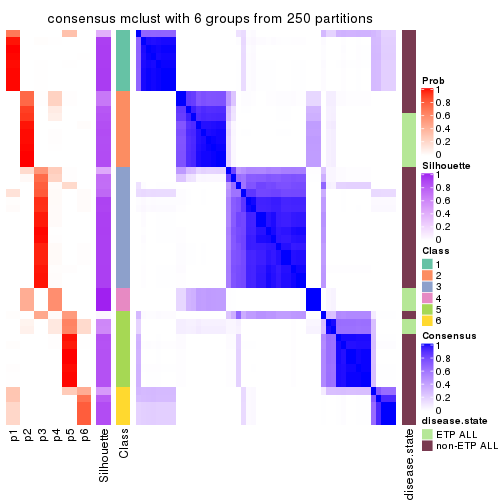 consensus mclust with 6 groups from 250 partitions
Prob
1
0.8
0.6
0.4
0.2
0
Silhouette
1
0.8
0.6
0.4
0.2
0
Class
1
2
3
4
5
6
Consensus
1
0.8
0.6
0.4
0.2
0
disease.state
ETP ALL
non-ETP ALL
p1
p2
p3
p4
p5
p6
Silhouette
Class
disease.state